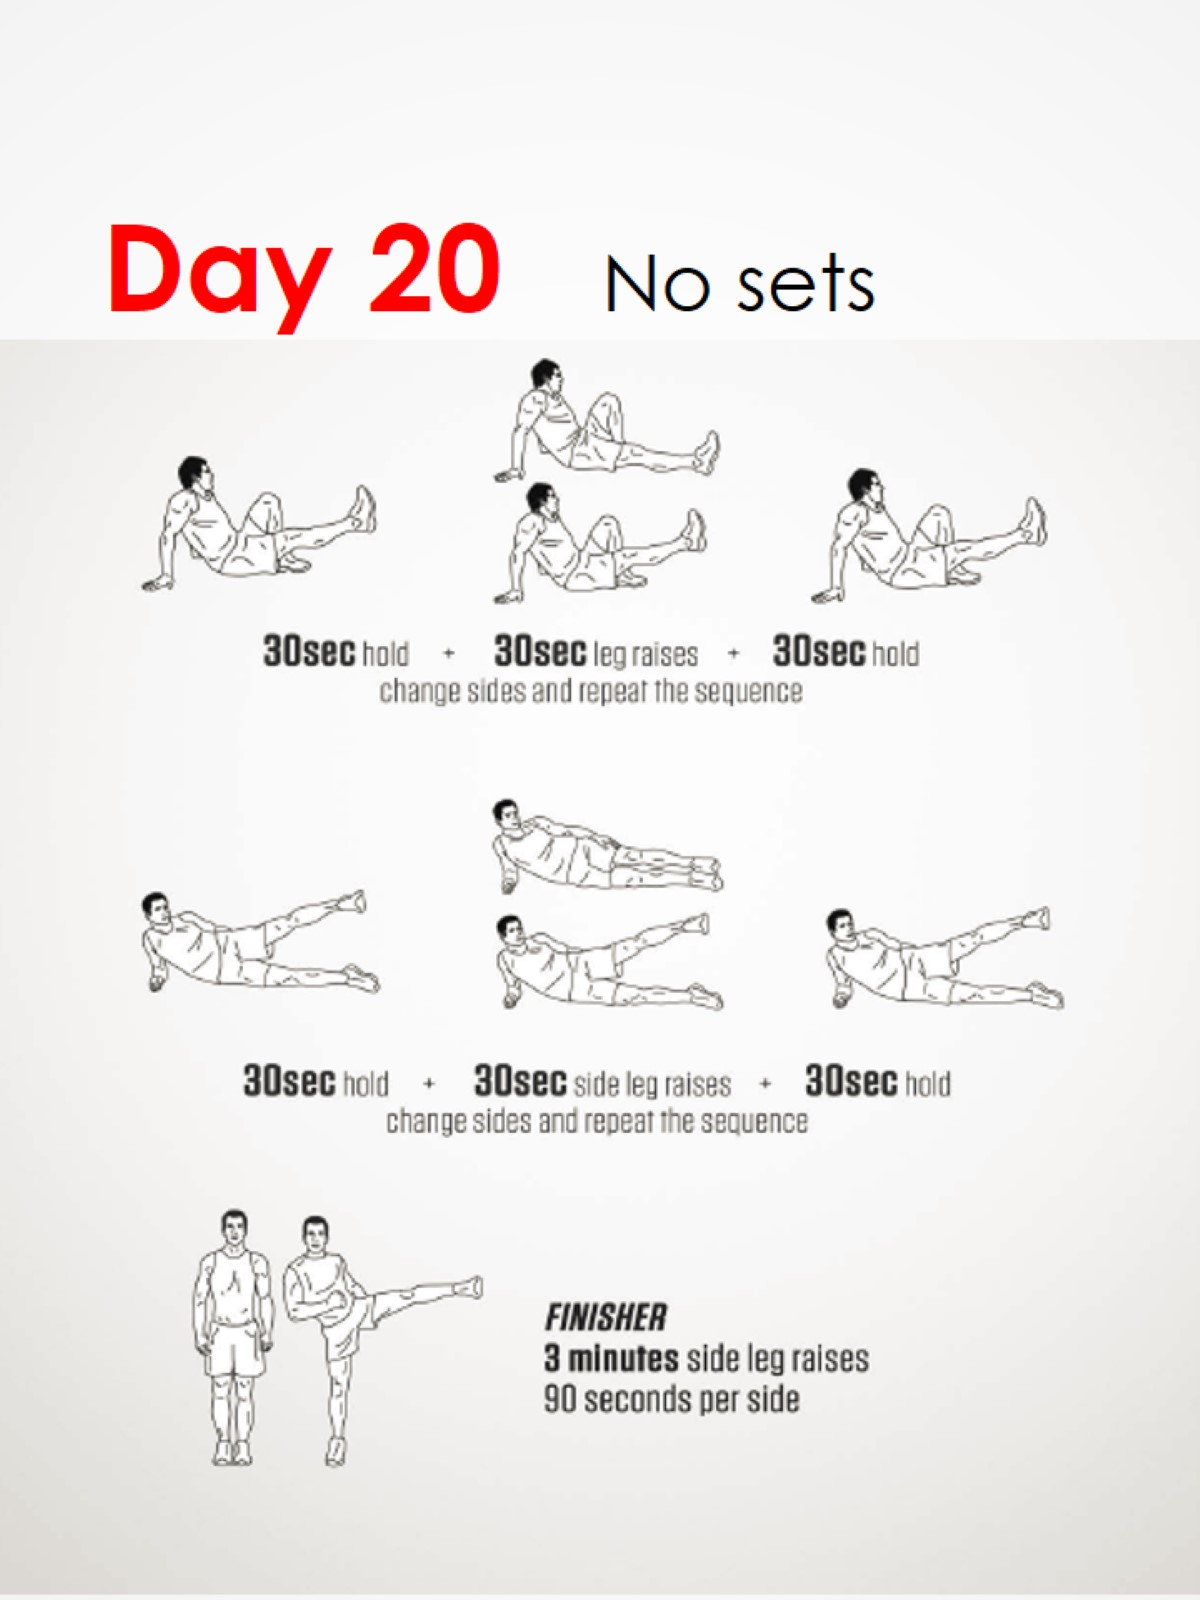 Day 20 No sets
30sec hold + 30sec leg raises + 30sec hold
change sides and repeat the sequence
30sec hold + 30sec side leg raises + 30sec hold
change sides and repeat the sequence
FINISHER
3 minutes side leg raises
90 seconds per side